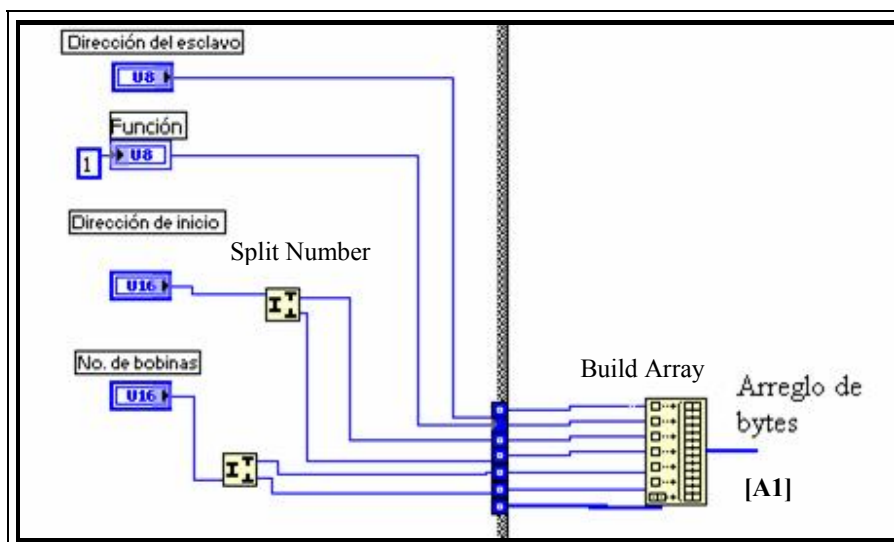 Dirección del esclavo
U8
Función
1
U8
Dirección de inicio
Split Number
U16
No. de bobinas
U16
Build Array
Arreglo de
bytes
[A1]